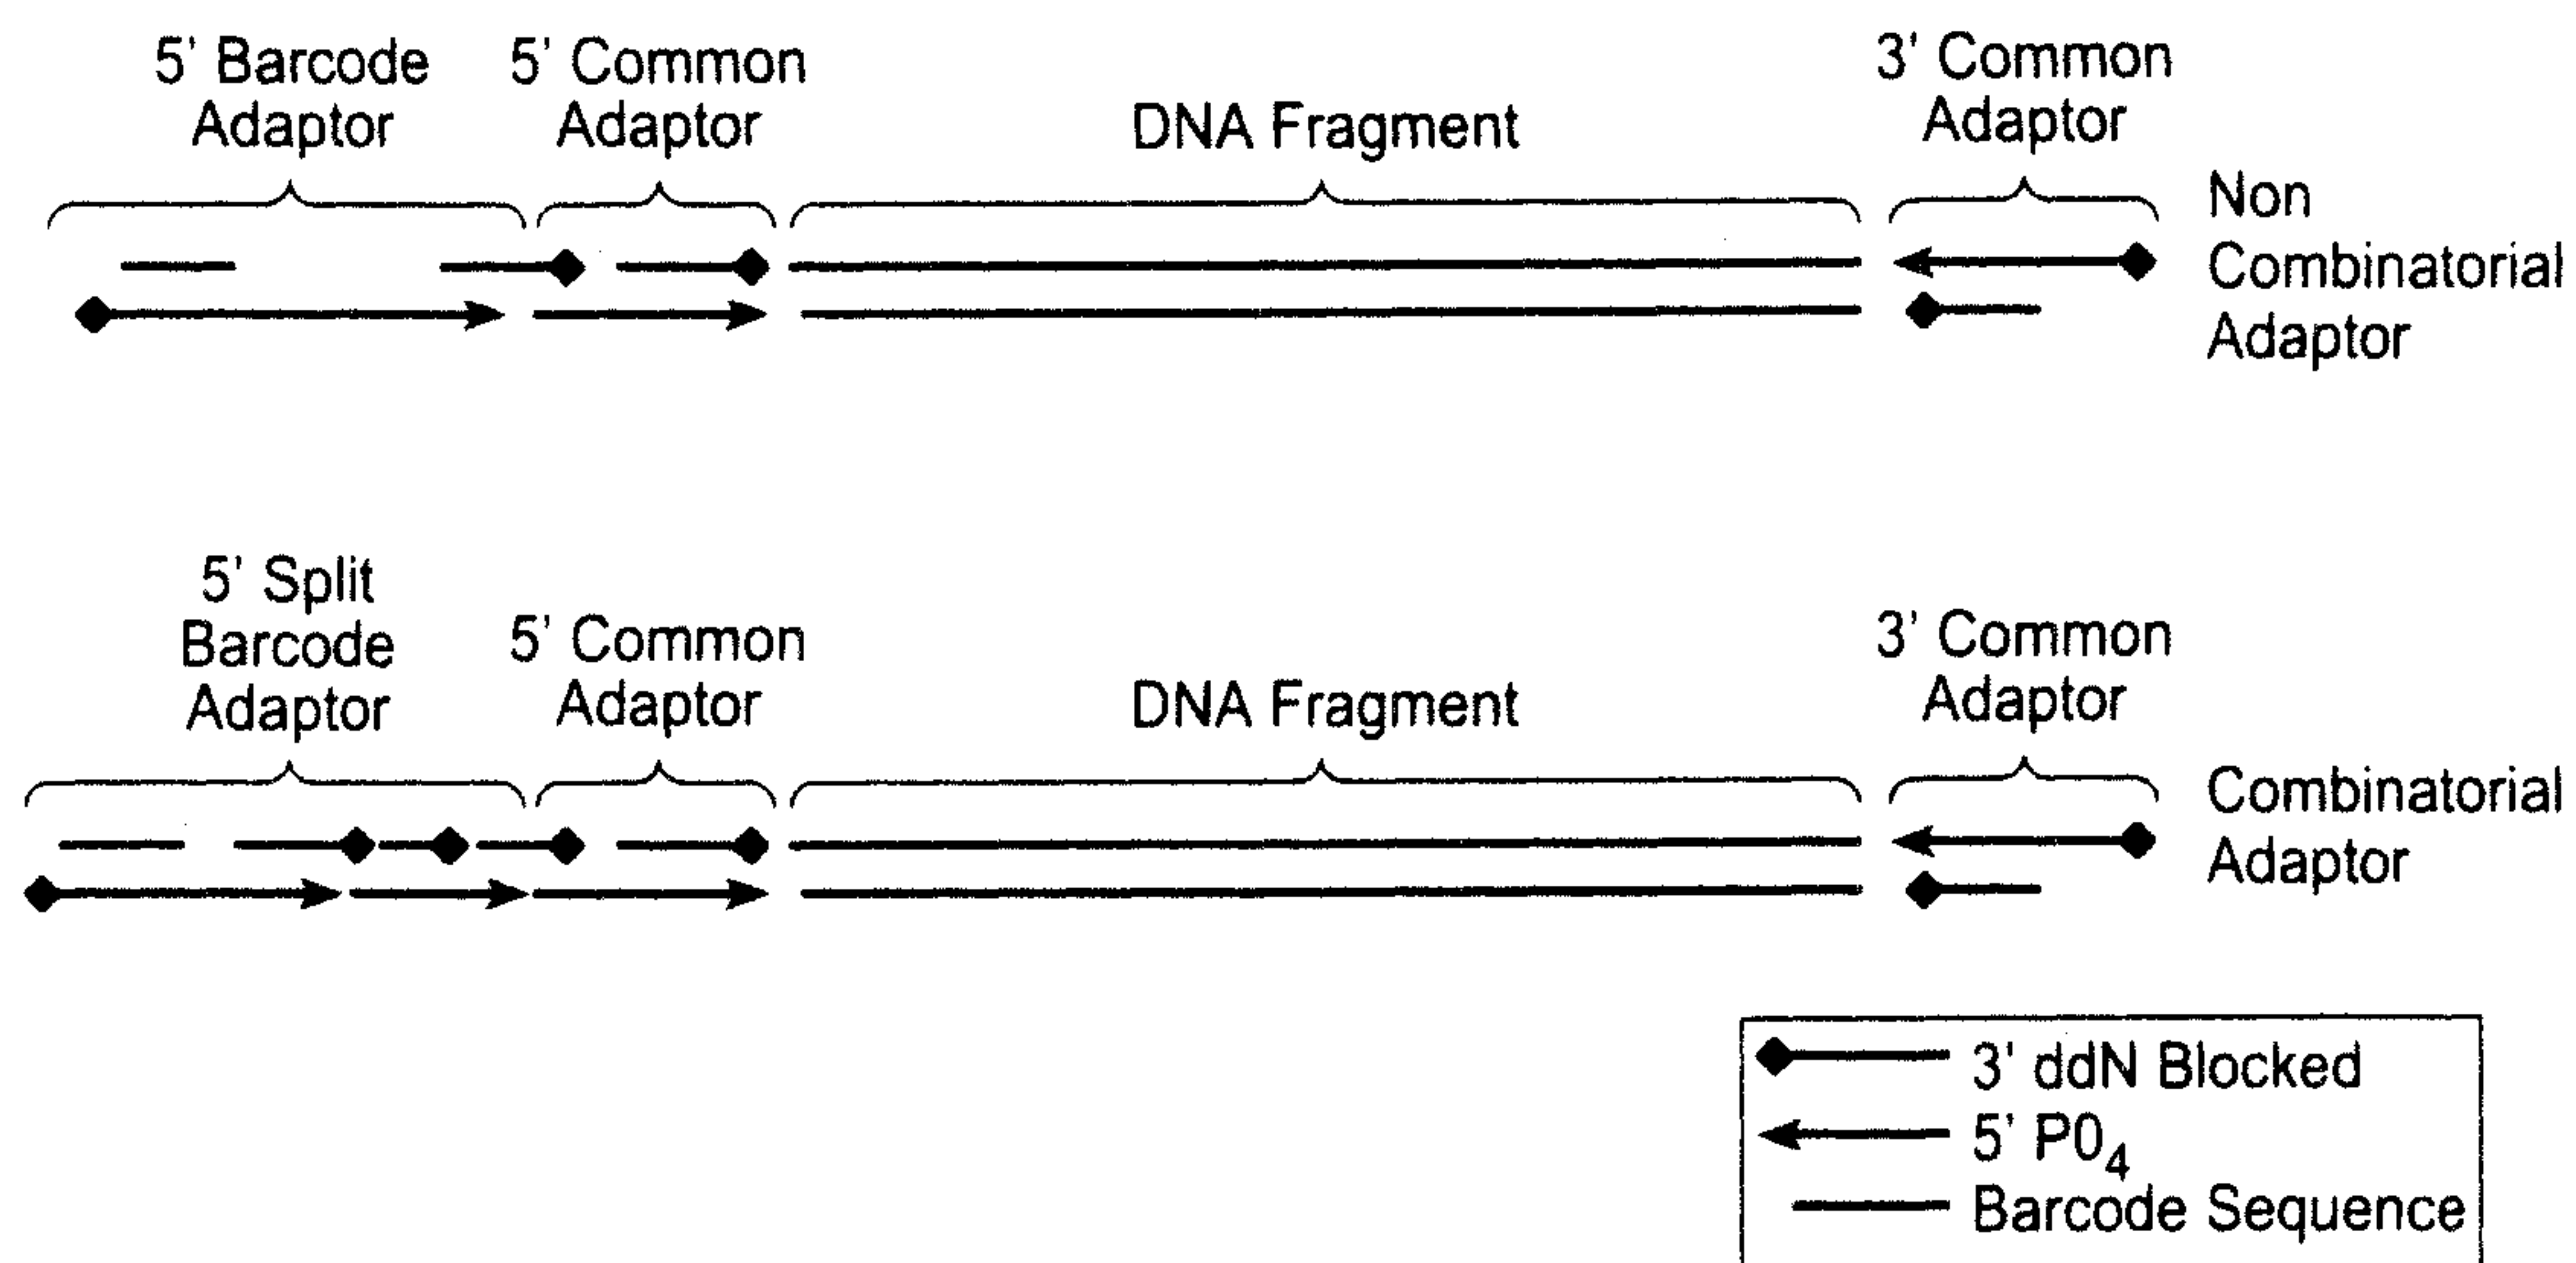 5' Barcode
Adaptor
5' Common
Adaptor
DNA Fragment
3' Common
Adaptor
Non
Combinatorial
Adaptor
5' Split
Barcode
Adaptor
5' Common
Adaptor
DNA Fragment
3' Common
Adaptor
Combinatorial
Adaptor
3' ddN Blocked
5' P0₄
Barcode Sequence